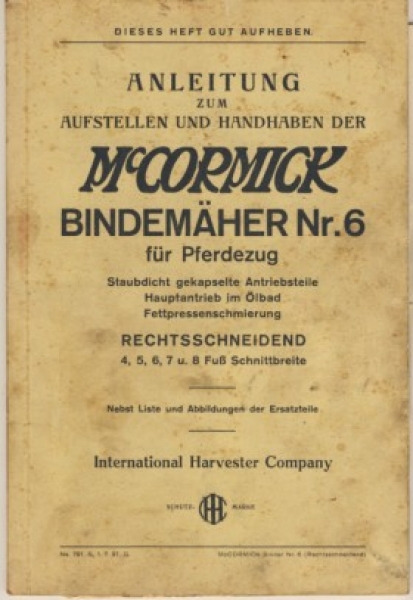 DIESES HEFT GUT AUFHEBEN.
ANLEITUNG
ZUM
AUFSTELLEN UND HANDHABEN DER
McCORMICK
BINDEMÄHER Nr. 6
für Pferdezug
Staubdicht gekapselte Antriebsteile
Hauptantrieb im Ölbad
Fettpressenschmierung
RECHTSSCHNEIDEND
4, 5, 6, 7 u. 8 Fuß Schnittbreite
Nebst Liste und Abbildungen der Ersatzteile
International Harvester Company
SCHUTZ- IHC MARKE
McCORMICK Binder Nr. 6 (Rechtsschneidend)